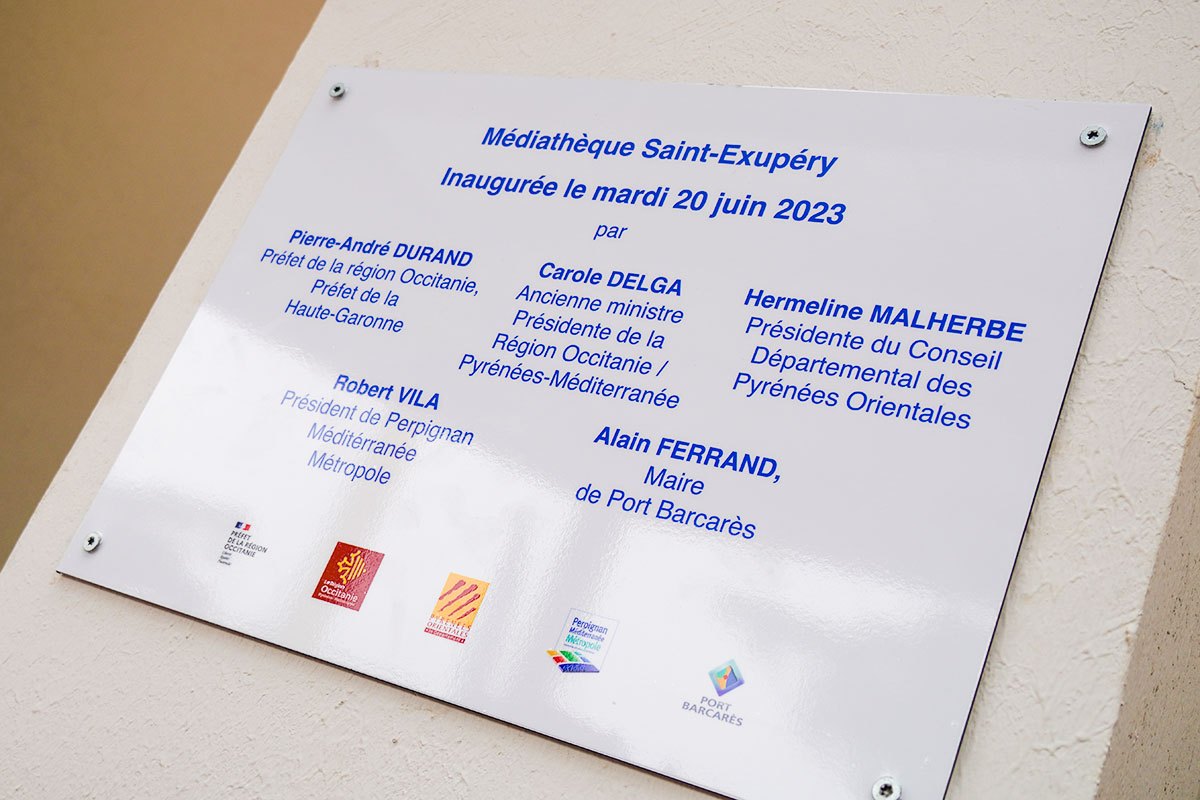 Médiathèque Saint-Exupéry
Inaugurée le mardi 20 juin 2023
par
Pierre-André DURAND
Préfet de la région Occitanie,
Préfet de la
Haute-Garonne
Carole DELGA
Ancienne ministre
Présidente de la
Région Occitanie /
Pyrénées-Méditerranée
Hermeline MALHERBE
Présidente du Conseil
Départemental des
Pyrénées Orientales
Robert VILA
Président de Perpignan
Méditérranée
Métropole
Alain FERRAND,
Maire
de Port Barcarès
PRÉFET
DE LA RÉGION
OCCITANIE
La Région
Occitanie
PYRÉNÉES
ORIENTALES
Perpignan
Méditerranée
Métropole
PORT
BARCARÈS